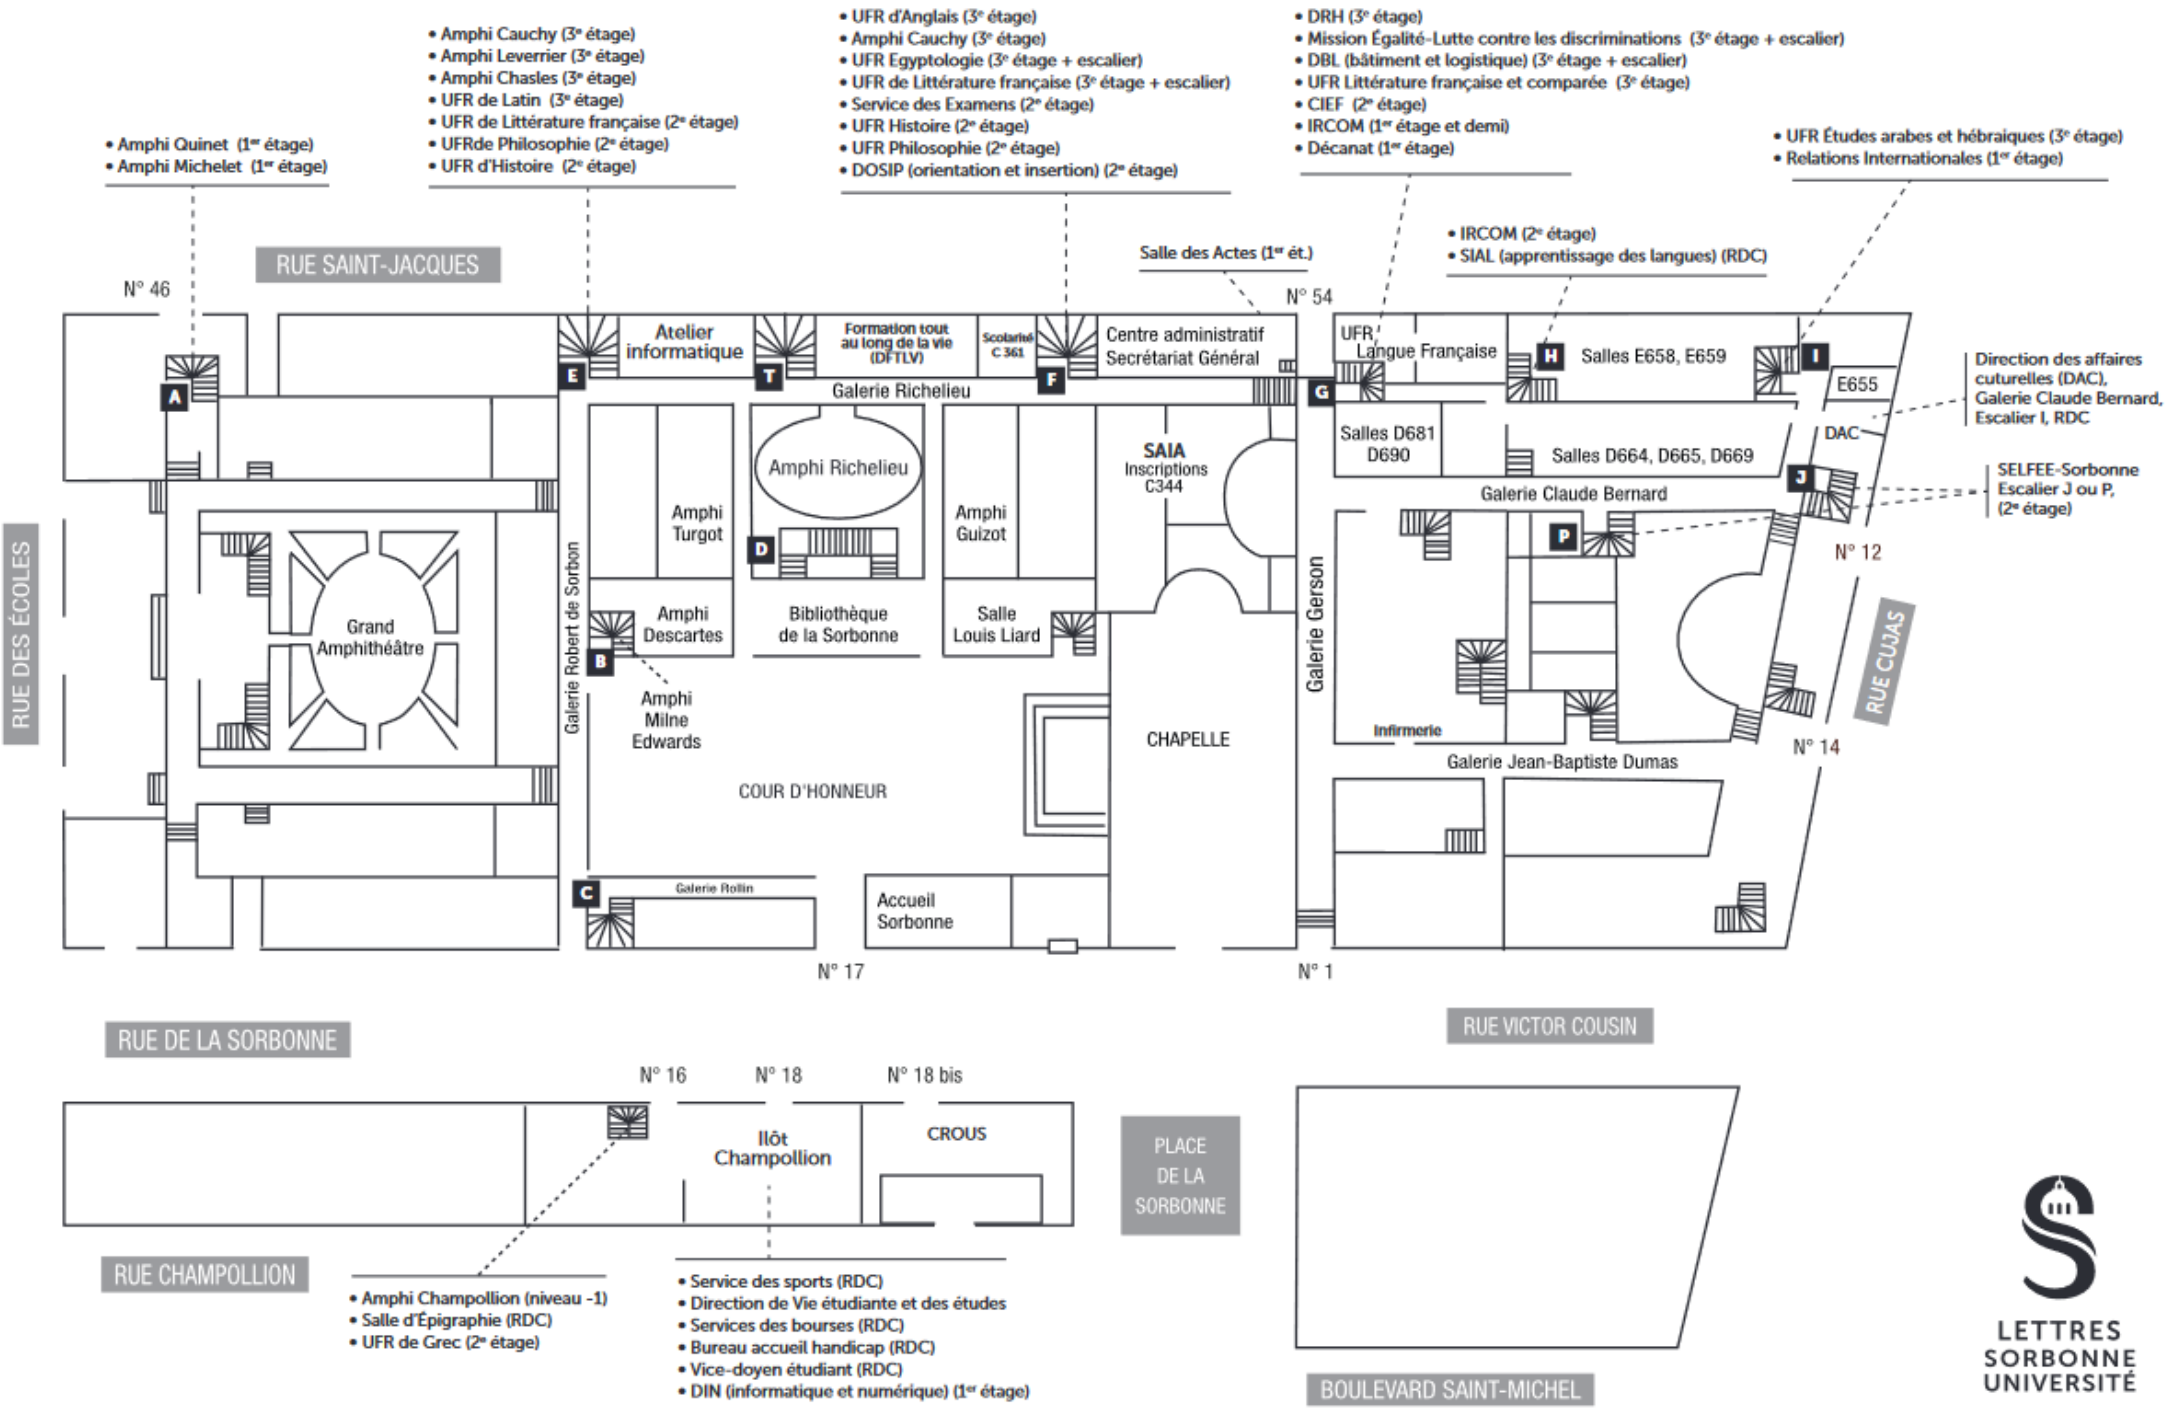 • Amphi Quinet (1er étage)
• Amphi Michelet (1er étage)
• Amphi Cauchy (3e étage)
• Amphi Leverrier (3e étage)
• Amphi Chasles (3e étage)
• UFR de Latin (3e étage)
• UFR de Littérature française (2e étage)
• UFRde Philosophie (2e étage)
• UFR d'Histoire (2e étage)
• UFR d'Anglais (3e étage)
• Amphi Cauchy (3e étage)
• UFR Egyptologie (3e étage + escalier)
• UFR de Littérature française (3e étage + escalier)
• Service des Examens (2e étage)
• UFR Histoire (2e étage)
• UFR Philosophie (2e étage)
• DOSIP (orientation et insertion) (2e étage)
• DRH (3e étage)
• Mission Égalité-Lutte contre les discriminations (3e étage + escalier)
• DBL (bâtiment et logistique) (3e étage + escalier)
• UFR Littérature française et comparée (3e étage)
• CIEF (2e étage)
• IRCOM (1er étage et demi)
• Décanat (1er étage)
• UFR Études arabes et hébraiques (3e étage)
• Relations Internationales (1er étage)
• IRCOM (2e étage)
• SIAL (apprentissage des langues) (RDC)
Salle des Actes (1er ét.)
RUE SAINT-JACQUES
N° 46
N° 54
A
E
Atelier
informatique
T
Formation tout
au long de la vie
(DFTLV)
Scolarité
C 361
F
Centre administratif
Secrétariat Général
Galerie Richelieu
G
UFR
Langue Française
H
Salles E658, E659
I
E655
DAC
Direction des affaires
cuturelles (DAC),
Galerie Claude Bernard,
Escalier I, RDC
Salles D681
D690
Salles D664, D665, D669
J
SELFEE-Sorbonne
Escalier J ou P,
(2e étage)
Galerie Claude Bernard
P
N° 12
RUE CUJAS
N° 14
RUE DES ÉCOLES
Grand
Amphithéâtre
Galerie Robert de Sorbon
Amphi
Turgot
Amphi Richelieu
D
Amphi
Guizot
SAIA
Inscriptions
C344
Amphi
Descartes
B
Amphi
Milne
Edwards
Bibliothèque
de la Sorbonne
Salle
Louis Liard
COUR D'HONNEUR
CHAPELLE
Galerie Gerson
Infirmerie
Galerie Jean-Baptiste Dumas
C
Galerie Rollin
Accueil
Sorbonne
N° 17
N° 1
RUE DE LA SORBONNE
RUE VICTOR COUSIN
N° 16
N° 18
N° 18 bis
Ilôt
Champollion
CROUS
PLACE
DE LA
SORBONNE
RUE CHAMPOLLION
• Amphi Champollion (niveau -1)
• Salle d'Épigraphie (RDC)
• UFR de Grec (2e étage)
• Service des sports (RDC)
• Direction de Vie étudiante et des études
• Services des bourses (RDC)
• Bureau accueil handicap (RDC)
• Vice-doyen étudiant (RDC)
• DIN (informatique et numérique) (1er étage)
BOULEVARD SAINT-MICHEL
LETTRES
SORBONNE
UNIVERSITÉ